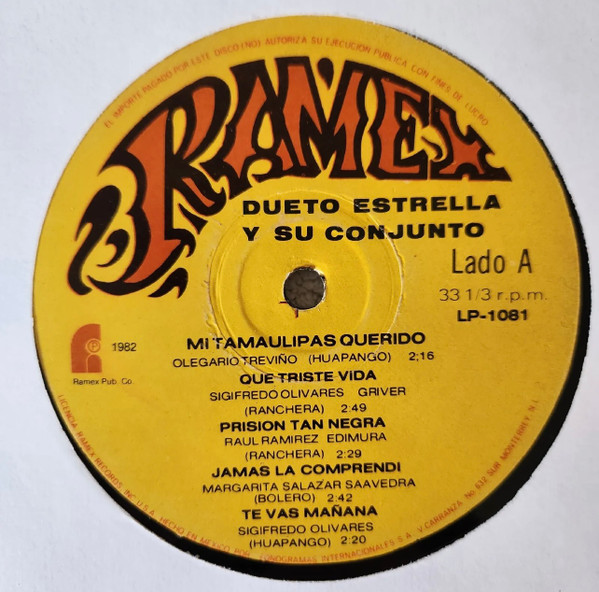 EL IMPORTE PAGADO POR ESTE DISCO (NO) AUTORIZA SU EJECUCION PUBLICA CON FINES DE LUCRO
RAMEX
DUETO ESTRELLA
Y SU CONJUNTO
Lado A
33 1/3 r.p.m.
LP-1081
1982
Ramex Pub. Co.
MI TAMAULIPAS QUERIDO
OLEGARIO TREVIÑO (HUAPANGO) 2;16
QUE TRISTE VIDA
SIGIFREDO OLIVARES GRIVER
(RANCHERA) 2:49
PRISION TAN NEGRA
RAUL RAMIREZ EDIMURA
(RANCHERA) 2:29
JAMAS LA COMPRENDI
MARGARITA SALAZAR SAAVEDRA
(BOLERO) 2:42
TE VAS MAÑANA
SIGIFREDO OLIVARES
(HUAPANGO) 2:20
LICENCIA RAMEX RECORDS INC U.S.A. HECHO EN MEXICO POR FONOGRAMAS INTERNACIONALES S.A. V. CARRANZA No. 632 SUR MONTERREY, N.L.